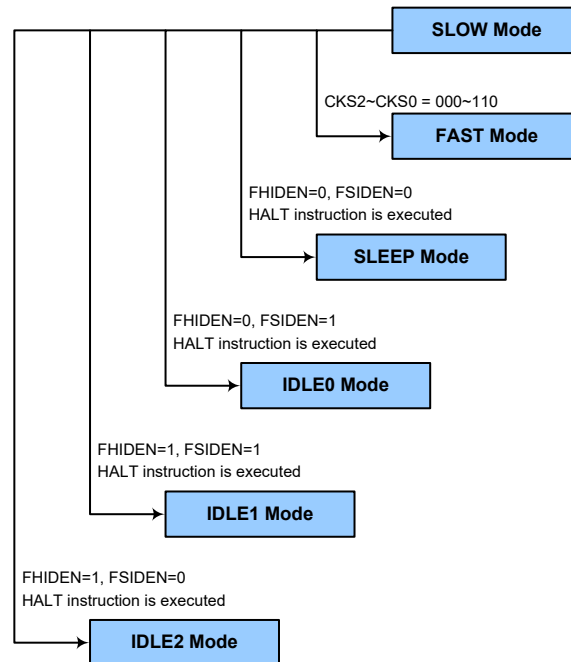 SLOW Mode
CKS2~CKS0 = 000~110
FAST Mode
FHIDEN=0, FSIDEN=0
HALT instruction is executed
SLEEP Mode
FHIDEN=0, FSIDEN=1
HALT instruction is executed
IDLE0 Mode
FHIDEN=1, FSIDEN=1
HALT instruction is executed
IDLE1 Mode
FHIDEN=1, FSIDEN=0
HALT instruction is executed
IDLE2 Mode